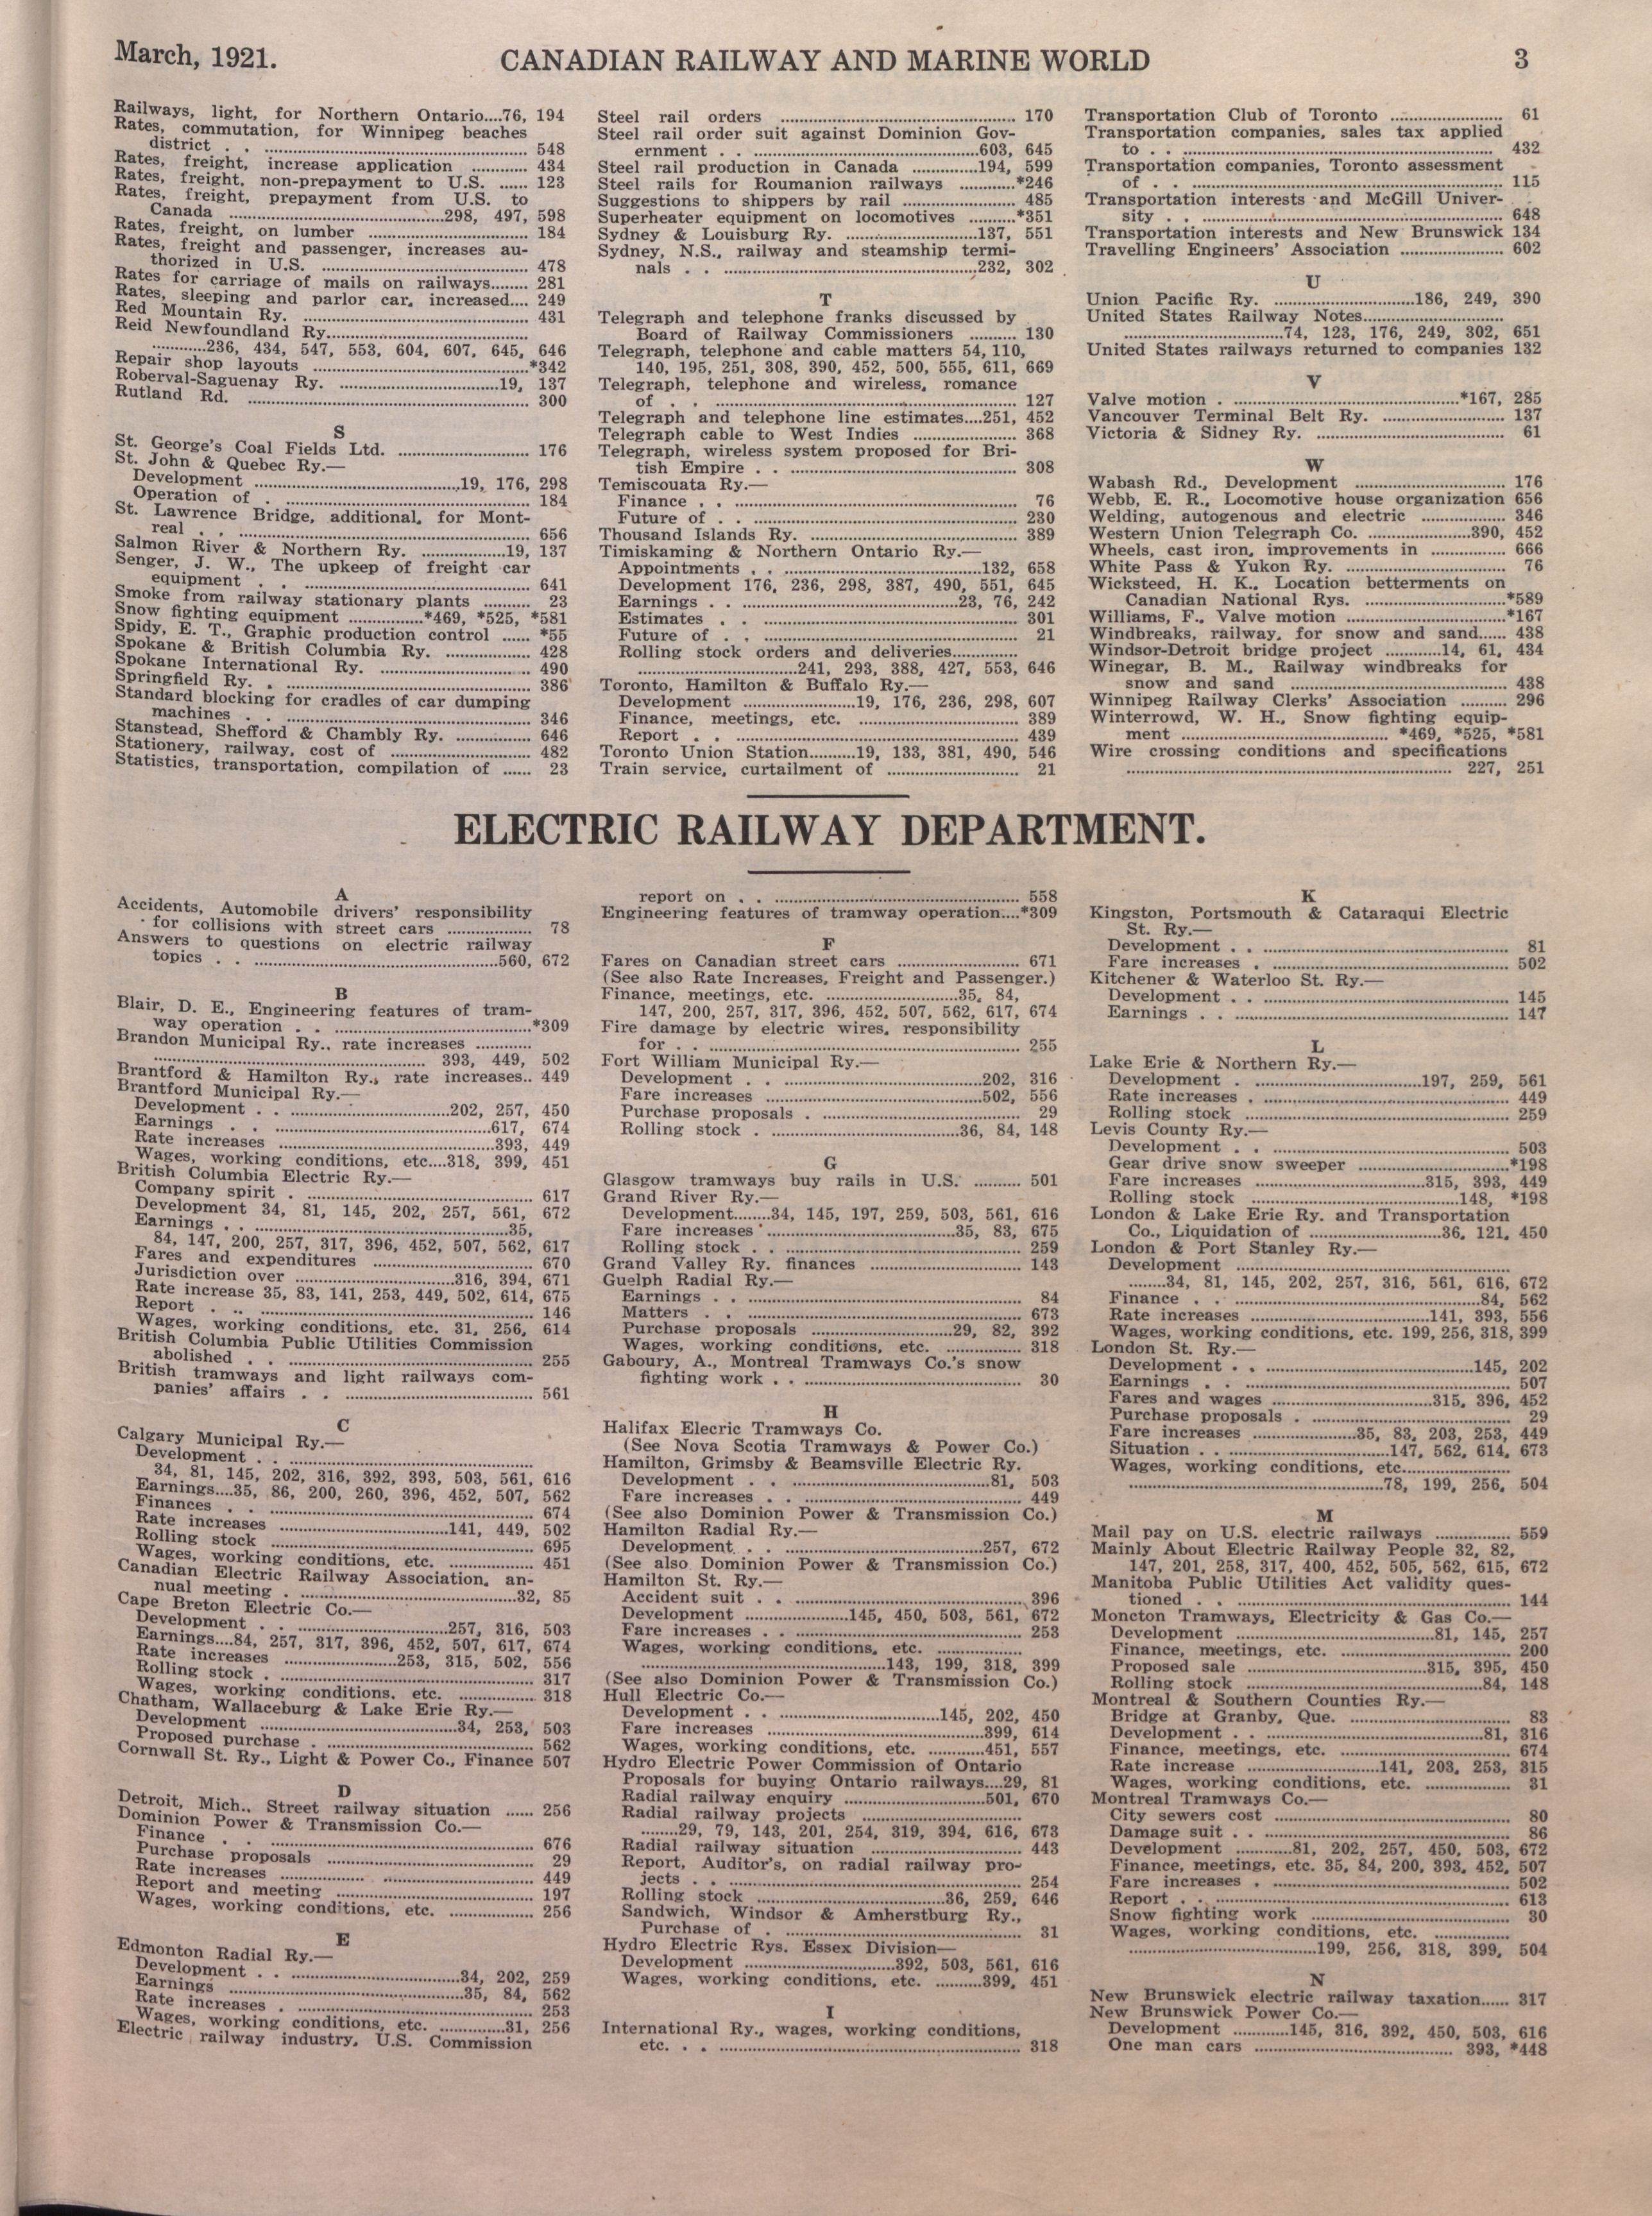 March, 1921.
CANADIAN RAILWAY AND MARINE WORLD
3
Railways, light, for Northern Ontario....76, 194
Rates, commutation, for Winnipeg beaches
district . . ........ 548
Rates, freight, increase application ........ 434
Rates, freight, non-prepayment to U.S. ...... 123
Rates, freight, prepayment from U.S. to
Canada ........298, 497, 598
Rates, freight, on lumber ........ 184
Rates, freight and passenger, increases au-
thorized in U.S. ........ 478
Rates for carriage of mails on railways........ 281
Rates, sleeping and parlor car, increased.... 249
Red Mountain Ry. ........ 431
Reid Newfoundland Ry........
........236, 434, 547, 553, 604, 607, 645, 646
Repair shop layouts ........*342
Roberval-Saguenay Ry. ........19, 137
Rutland Rd. ........ 300
S
St. George's Coal Fields Ltd. ........ 176
St. John & Quebec Ry.—
Development ........19, 176, 298
Operation of . ........ 184
St. Lawrence Bridge, additional, for Mont-
real . . ........ 656
Salmon River & Northern Ry. ........19, 137
Senger, J. W., The upkeep of freight car
equipment . . ........ 641
Smoke from railway stationary plants ........ 23
Snow fighting equipment ........*469, *525, *581
Spidy, E. T., Graphic production control ...... *55
Spokane & British Columbia Ry. ........ 428
Spokane International Ry. ........ 490
Springfield Ry. . ........ 386
Standard blocking for cradles of car dumping
machines . . ........ 346
Stanstead, Shefford & Chambly Ry. ........ 646
Stationery, railway, cost of ........ 482
Statistics, transportation, compilation of ...... 23
Steel rail orders ........ 170
Steel rail order suit against Dominion Gov-
ernment . . ........603, 645
Steel rail production in Canada ........194, 599
Steel rails for Roumanion railways ........*246
Suggestions to shippers by rail ........ 485
Superheater equipment on locomotives ........*351
Sydney & Louisburg Ry. ........137, 551
Sydney, N.S., railway and steamship termi-
nals . . ........232, 302
T
Telegraph and telephone franks discussed by
Board of Railway Commissioners ........ 130
Telegraph, telephone and cable matters 54, 110,
140, 195, 251, 308, 390, 452, 500, 555, 611, 669
Telegraph, telephone and wireless, romance
of . . ........ 127
Telegraph and telephone line estimates....251, 452
Telegraph cable to West Indies ........ 368
Telegraph, wireless system proposed for Bri-
tish Empire . . ........ 308
Temiscouata Ry.—
Finance . . ........ 76
Future of . . ........ 230
Thousand Islands Ry. ........ 389
Timiskaming & Northern Ontario Ry.—
Appointments . . ........132, 658
Development 176, 236, 298, 387, 490, 551, 645
Earnings . . ........23, 76, 242
Estimates . . ........ 301
Future of . . ........ 21
Rolling stock orders and deliveries........
........241, 293, 388, 427, 553, 646
Toronto, Hamilton & Buffalo Ry.—
Development ........19, 176, 236, 298, 607
Finance, meetings, etc. ........ 389
Report . . ........ 439
Toronto Union Station........19, 133, 381, 490, 546
Train service, curtailment of ........ 21
Transportation Club of Toronto ........ 61
Transportation companies, sales tax applied
to . . ........ 432
Transportation companies, Toronto assessment
of . . ........ 115
Transportation interests and McGill Univer-
sity . . ........ 648
Transportation interests and New Brunswick 134
Travelling Engineers' Association ........ 602
U
Union Pacific Ry. ........186, 249, 390
United States Railway Notes........
........74, 123, 176, 249, 302, 651
United States railways returned to companies 132
V
Valve motion . ........*167, 285
Vancouver Terminal Belt Ry. ........ 137
Victoria & Sidney Ry. ........ 61
W
Wabash Rd., Development ........ 176
Webb, E. R., Locomotive house organization 656
Welding, autogenous and electric ........ 346
Western Union Telegraph Co. ........390, 452
Wheels, cast iron, improvements in ........ 666
White Pass & Yukon Ry. ........ 76
Wicksteed, H. K., Location betterments on
Canadian National Rys. ........*589
Williams, F., Valve motion ........*167
Windbreaks, railway, for snow and sand...... 438
Windsor-Detroit bridge project ........14, 61, 434
Winegar, B. M., Railway windbreaks for
snow and sand ........ 438
Winnipeg Railway Clerks' Association ........ 296
Winterrowd, W. H., Snow fighting equip-
ment ........ *469, *525, *581
Wire crossing conditions and specifications
........ 227, 251
ELECTRIC RAILWAY DEPARTMENT.
A
Accidents, Automobile drivers' responsibility
for collisions with street cars ........ 78
Answers to questions on electric railway
topics . . ........560, 672
B
Blair, D. E., Engineering features of tram-
way operation . . ........*309
Brandon Municipal Ry., rate increases ........
........ 393, 449, 502
Brantford & Hamilton Ry., rate increases.. 449
Brantford Municipal Ry.—
Development . . ........202, 257, 450
Earnings . . ........617, 674
Rate increases ........393, 449
Wages, working conditions, etc....318, 399, 451
British Columbia Electric Ry.—
Company spirit . ........ 617
Development 34, 81, 145, 202, 257, 561, 672
Earnings . . ........35,
84, 147, 200, 257, 317, 396, 452, 507, 562, 617
Fares and expenditures ........ 670
Jurisdiction over ........316, 394, 671
Rate increase 35, 83, 141, 253, 449, 502, 614, 675
Report . .. ........ 146
Wages, working conditions, etc. 31, 256, 614
British Columbia Public Utilities Commission
abolished . . ........ 255
British tramways and light railways com-
panies' affairs . . ........ 561
C
Calgary Municipal Ry.—
Development . . ........
34, 81, 145, 202, 316, 392, 393, 503, 561, 616
Earnings....35, 86, 200, 260, 396, 452, 507, 562
Finances . . ........ 674
Rate increases ........141, 449, 502
Rolling stock ........ 695
Wages, working conditions, etc. ........ 451
Canadian Electric Railway Association, an-
nual meeting . ........32, 85
Cape Breton Electric Co.—
Development . . ........257, 316, 503
Earnings....84, 257, 317, 396, 452, 507, 617, 674
Rate increases ........253, 315, 502, 556
Rolling stock . ........ 317
Wages, working conditions, etc. ........ 318
Chatham, Wallaceburg & Lake Erie Ry.—
Development ........34, 253, 503
Proposed purchase . ........ 562
Cornwall St. Ry., Light & Power Co., Finance 507
D
Detroit, Mich., Street railway situation ...... 256
Dominion Power & Transmission Co.—
Finance . . ........ 676
Purchase proposals ........ 29
Rate increases ........ 449
Report and meeting ........ 197
Wages, working conditions, etc. ........ 256
E
Edmonton Radial Ry.—
Development . . ........34, 202, 259
Earnings ........35, 84, 562
Rate increases . ........ 253
Wages, working conditions, etc. ........31, 256
Electric railway industry, U.S. Commission
report on . . ........ 558
Engineering features of tramway operation....*309
F
Fares on Canadian street cars ........ 671
(See also Rate Increases, Freight and Passenger.)
Finance, meetings, etc. ........35, 84,
147, 200, 257, 317, 396, 452, 507, 562, 617, 674
Fire damage by electric wires, responsibility
for . . ........ 255
Fort William Municipal Ry.—
Development . . ........202, 316
Fare increases ........502, 556
Purchase proposals . ........ 29
Rolling stock . ........36, 84, 148
G
Glasgow tramways buy rails in U.S. ........ 501
Grand River Ry.—
Development........34, 145, 197, 259, 503, 561, 616
Fare increases ........35, 83, 675
Rolling stock . . ........ 259
Grand Valley Ry. finances ........ 143
Guelph Radial Ry.—
Earnings . . ........ 84
Matters . . ........ 673
Purchase proposals ........29, 82, 392
Wages, working conditions, etc. ........ 318
Gaboury, A., Montreal Tramways Co.'s snow
fighting work . . ........ 30
H
Halifax Elecric Tramways Co.
(See Nova Scotia Tramways & Power Co.)
Hamilton, Grimsby & Beamsville Electric Ry.
Development . . ........81, 503
Fare increases . . ........ 449
(See also Dominion Power & Transmission Co.)
Hamilton Radial Ry.—
Development. . . ........257, 672
(See also Dominion Power & Transmission Co.)
Hamilton St. Ry.—
Accident suit . . ........ 396
Development ........145, 450, 503, 561, 672
Fare increases . . ........ 253
Wages, working conditions, etc. ........
........143, 199, 318, 399
(See also Dominion Power & Transmission Co.)
Hull Electric Co.—
Development . . ........145, 202, 450
Fare increases ........399, 614
Wages, working conditions, etc. ........451, 557
Hydro Electric Power Commission of Ontario
Proposals for buying Ontario railways....29, 81
Radial railway enquiry ........501, 670
Radial railway projects ........
........29, 79, 143, 201, 254, 319, 394, 616, 673
Radial railway situation ........ 443
Report, Auditor's, on radial railway pro-
jects . . ........ 254
Rolling stock ........36, 259, 646
Sandwich, Windsor & Amherstburg Ry.,
Purchase of . ........ 31
Hydro Electric Rys. Essex Division—
Development ........392, 503, 561, 616
Wages, working conditions, etc. ........399, 451
I
International Ry., wages, working conditions,
etc. . . ........ 318
K
Kingston, Portsmouth & Cataraqui Electric
St. Ry.—
Development . . ........ 81
Fare increases . ........ 502
Kitchener & Waterloo St. Ry.—
Development . . ........ 145
Earnings . . ........ 147
L
Lake Erie & Northern Ry.—
Development . ........197, 259, 561
Rate increases . ........ 449
Rolling stock ........ 259
Levis County Ry.—
Development . . ........ 503
Gear drive snow sweeper ........*198
Fare increases ........315, 393, 449
Rolling stock ........148, *198
London & Lake Erie Ry. and Transportation
Co., Liquidation of ........36, 121, 450
London & Port Stanley Ry.—
Development ........
........34, 81, 145, 202, 257, 316, 561, 616, 672
Finance . . ........84, 562
Rate increases ........141, 393, 556
Wages, working conditions, etc. 199, 256, 318, 399
London St. Ry.—
Development . . ........145, 202
Earnings . . ........ 507
Fares and wages ........315, 396, 452
Purchase proposals . ........ 29
Fare increases ........35, 83, 203, 253, 449
Situation . . ........147, 562, 614, 673
Wages, working conditions, etc........
........78, 199, 256, 504
M
Mail pay on U.S. electric railways ........ 559
Mainly About Electric Railway People 32, 82,
147, 201, 258, 317, 400, 452, 505, 562, 615, 672
Manitoba Public Utilities Act validity ques-
tioned . . ........ 144
Moncton Tramways, Electricity & Gas Co.—
Development ........81, 145, 257
Finance, meetings, etc. ........ 200
Proposed sale ........315, 395, 450
Rolling stock ........84, 148
Montreal & Southern Counties Ry.—
Bridge at Granby, Que. ........ 83
Development . . ........81, 316
Finance, meetings, etc. ........ 674
Rate increase ........141, 203, 253, 315
Wages, working conditions, etc. ........ 31
Montreal Tramways Co.—
City sewers cost ........ 80
Damage suit . . ........ 86
Development ........81, 202, 257, 450, 503, 672
Finance, meetings, etc. 35, 84, 200, 393, 452, 507
Fare increases . ........ 502
Report . . ........ 613
Snow fighting work ........ 30
Wages, working conditions, etc. ........
........199, 256, 318, 399, 504
N
New Brunswick electric railway taxation...... 317
New Brunswick Power Co.—
Development ........145, 316, 392, 450, 503, 616
One man cars ........ 393, *448